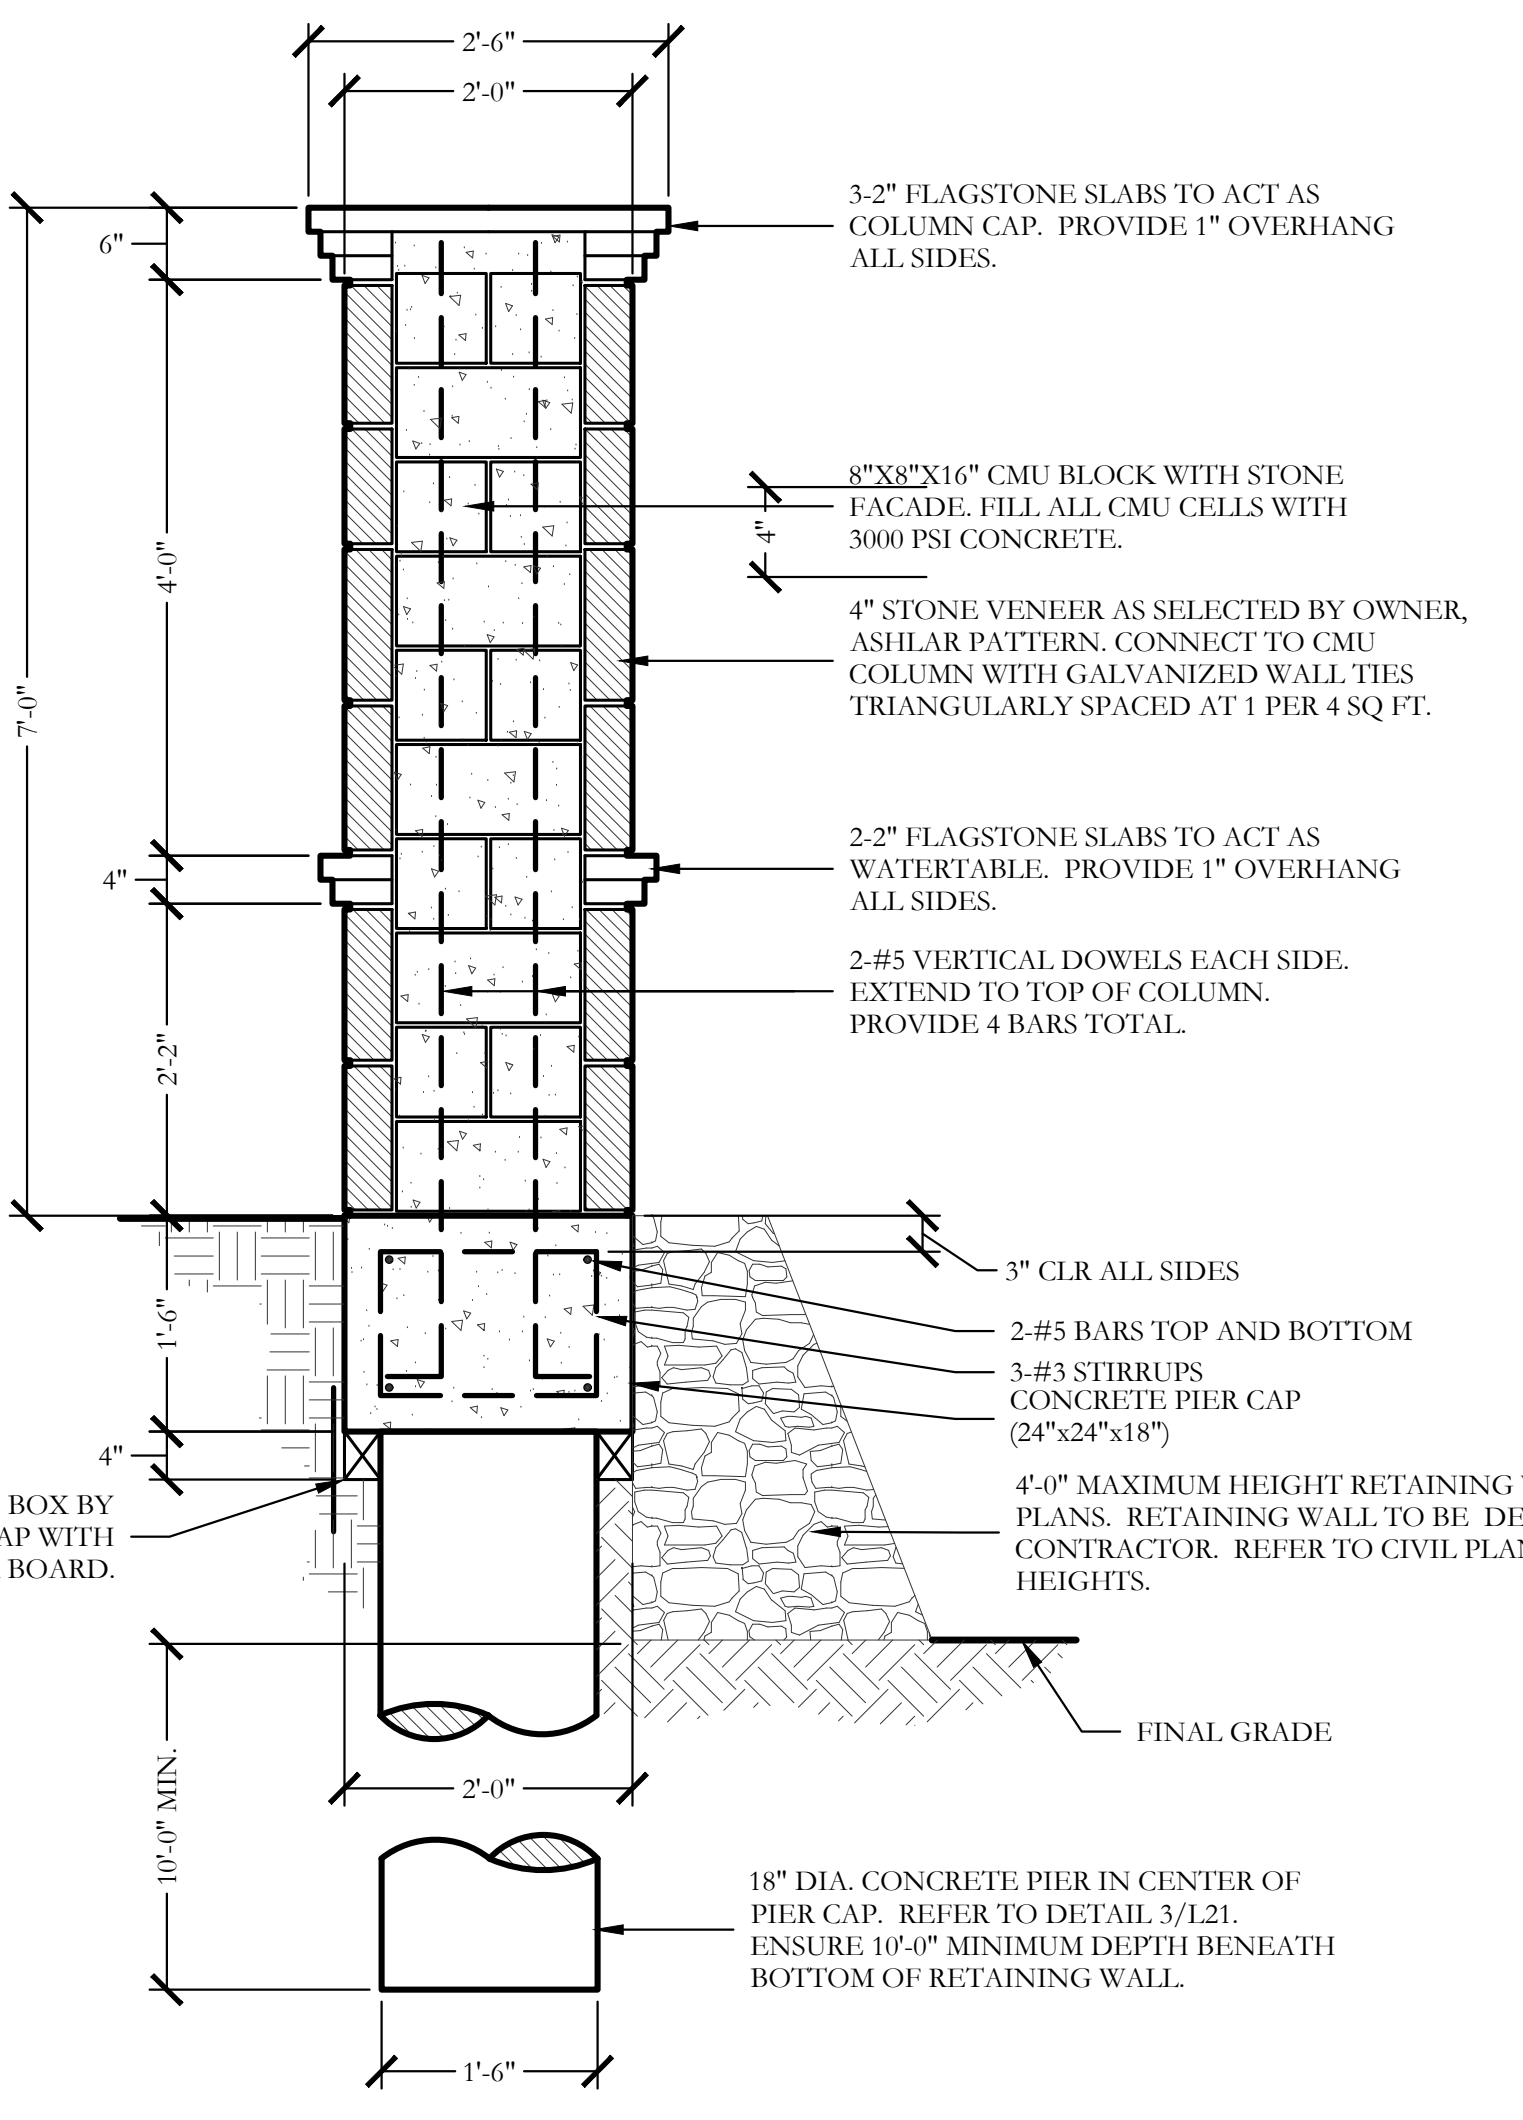 2'-6"
2'-0"
3-2" FLAGSTONE SLABS TO ACT AS
COLUMN CAP. PROVIDE 1" OVERHANG
ALL SIDES.
6"
8"X8"X16" CMU BLOCK WITH STONE
FACADE. FILL ALL CMU CELLS WITH
3000 PSI CONCRETE.
4"
4'-0"
4" STONE VENEER AS SELECTED BY OWNER,
ASHLAR PATTERN. CONNECT TO CMU
COLUMN WITH GALVANIZED WALL TIES
TRIANGULARLY SPACED AT 1 PER 4 SQ FT.
7'-0"
2-2" FLAGSTONE SLABS TO ACT AS
WATERTABLE. PROVIDE 1" OVERHANG
ALL SIDES.
4"
2-#5 VERTICAL DOWELS EACH SIDE.
EXTEND TO TOP OF COLUMN.
PROVIDE 4 BARS TOTAL.
2'-2"
3" CLR ALL SIDES
1'-6"
2-#5 BARS TOP AND BOTTOM
3-#3 STIRRUPS
CONCRETE PIER CAP
(24"x24"x18")
4"
BOX BY
AP WITH
BOARD.
4'-0" MAXIMUM HEIGHT RETAINING
PLANS. RETAINING WALL TO BE DE
CONTRACTOR. REFER TO CIVIL PLAN
HEIGHTS.
FINAL GRADE
2'-0"
10'-0" MIN.
18" DIA. CONCRETE PIER IN CENTER OF
PIER CAP. REFER TO DETAIL 3/L21.
ENSURE 10'-0" MINIMUM DEPTH BENEATH
BOTTOM OF RETAINING WALL.
1'-6"